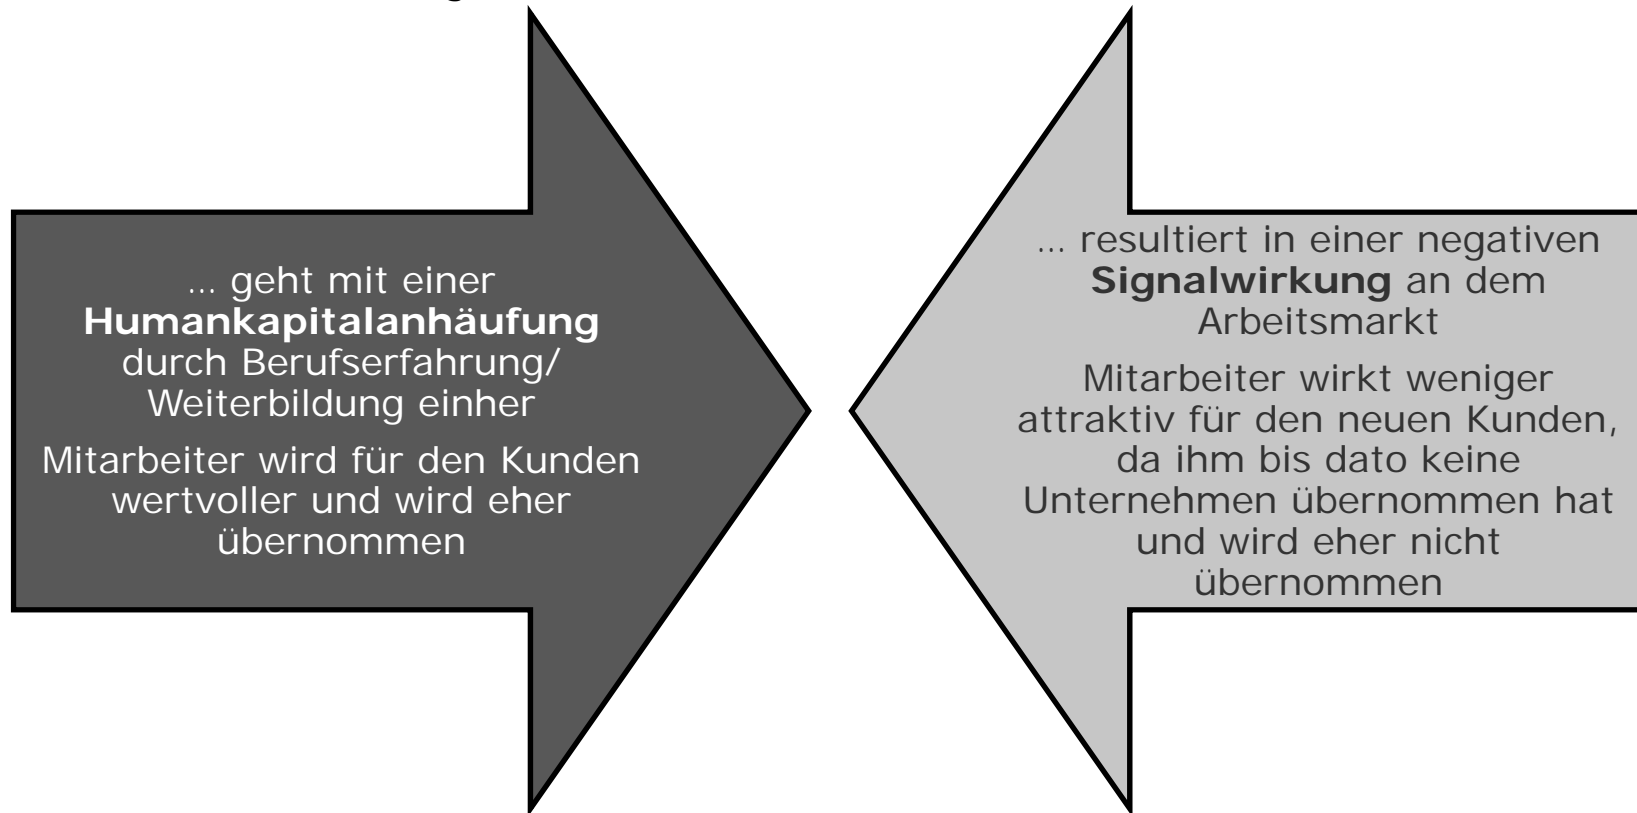 ... geht mit einer
Humankapitalanhäufung
durch Berufserfahrung/
Weiterbildung einher
Mitarbeiter wird für den Kunden
wertvoller und wird eher
übernommen
... resultiert in einer negativen
Signalwirkung an dem
Arbeitsmarkt
Mitarbeiter wirkt weniger
attraktiv für den neuen Kunden,
da ihm bis dato keine
Unternehmen übernommen hat
und wird eher nicht
übernommen